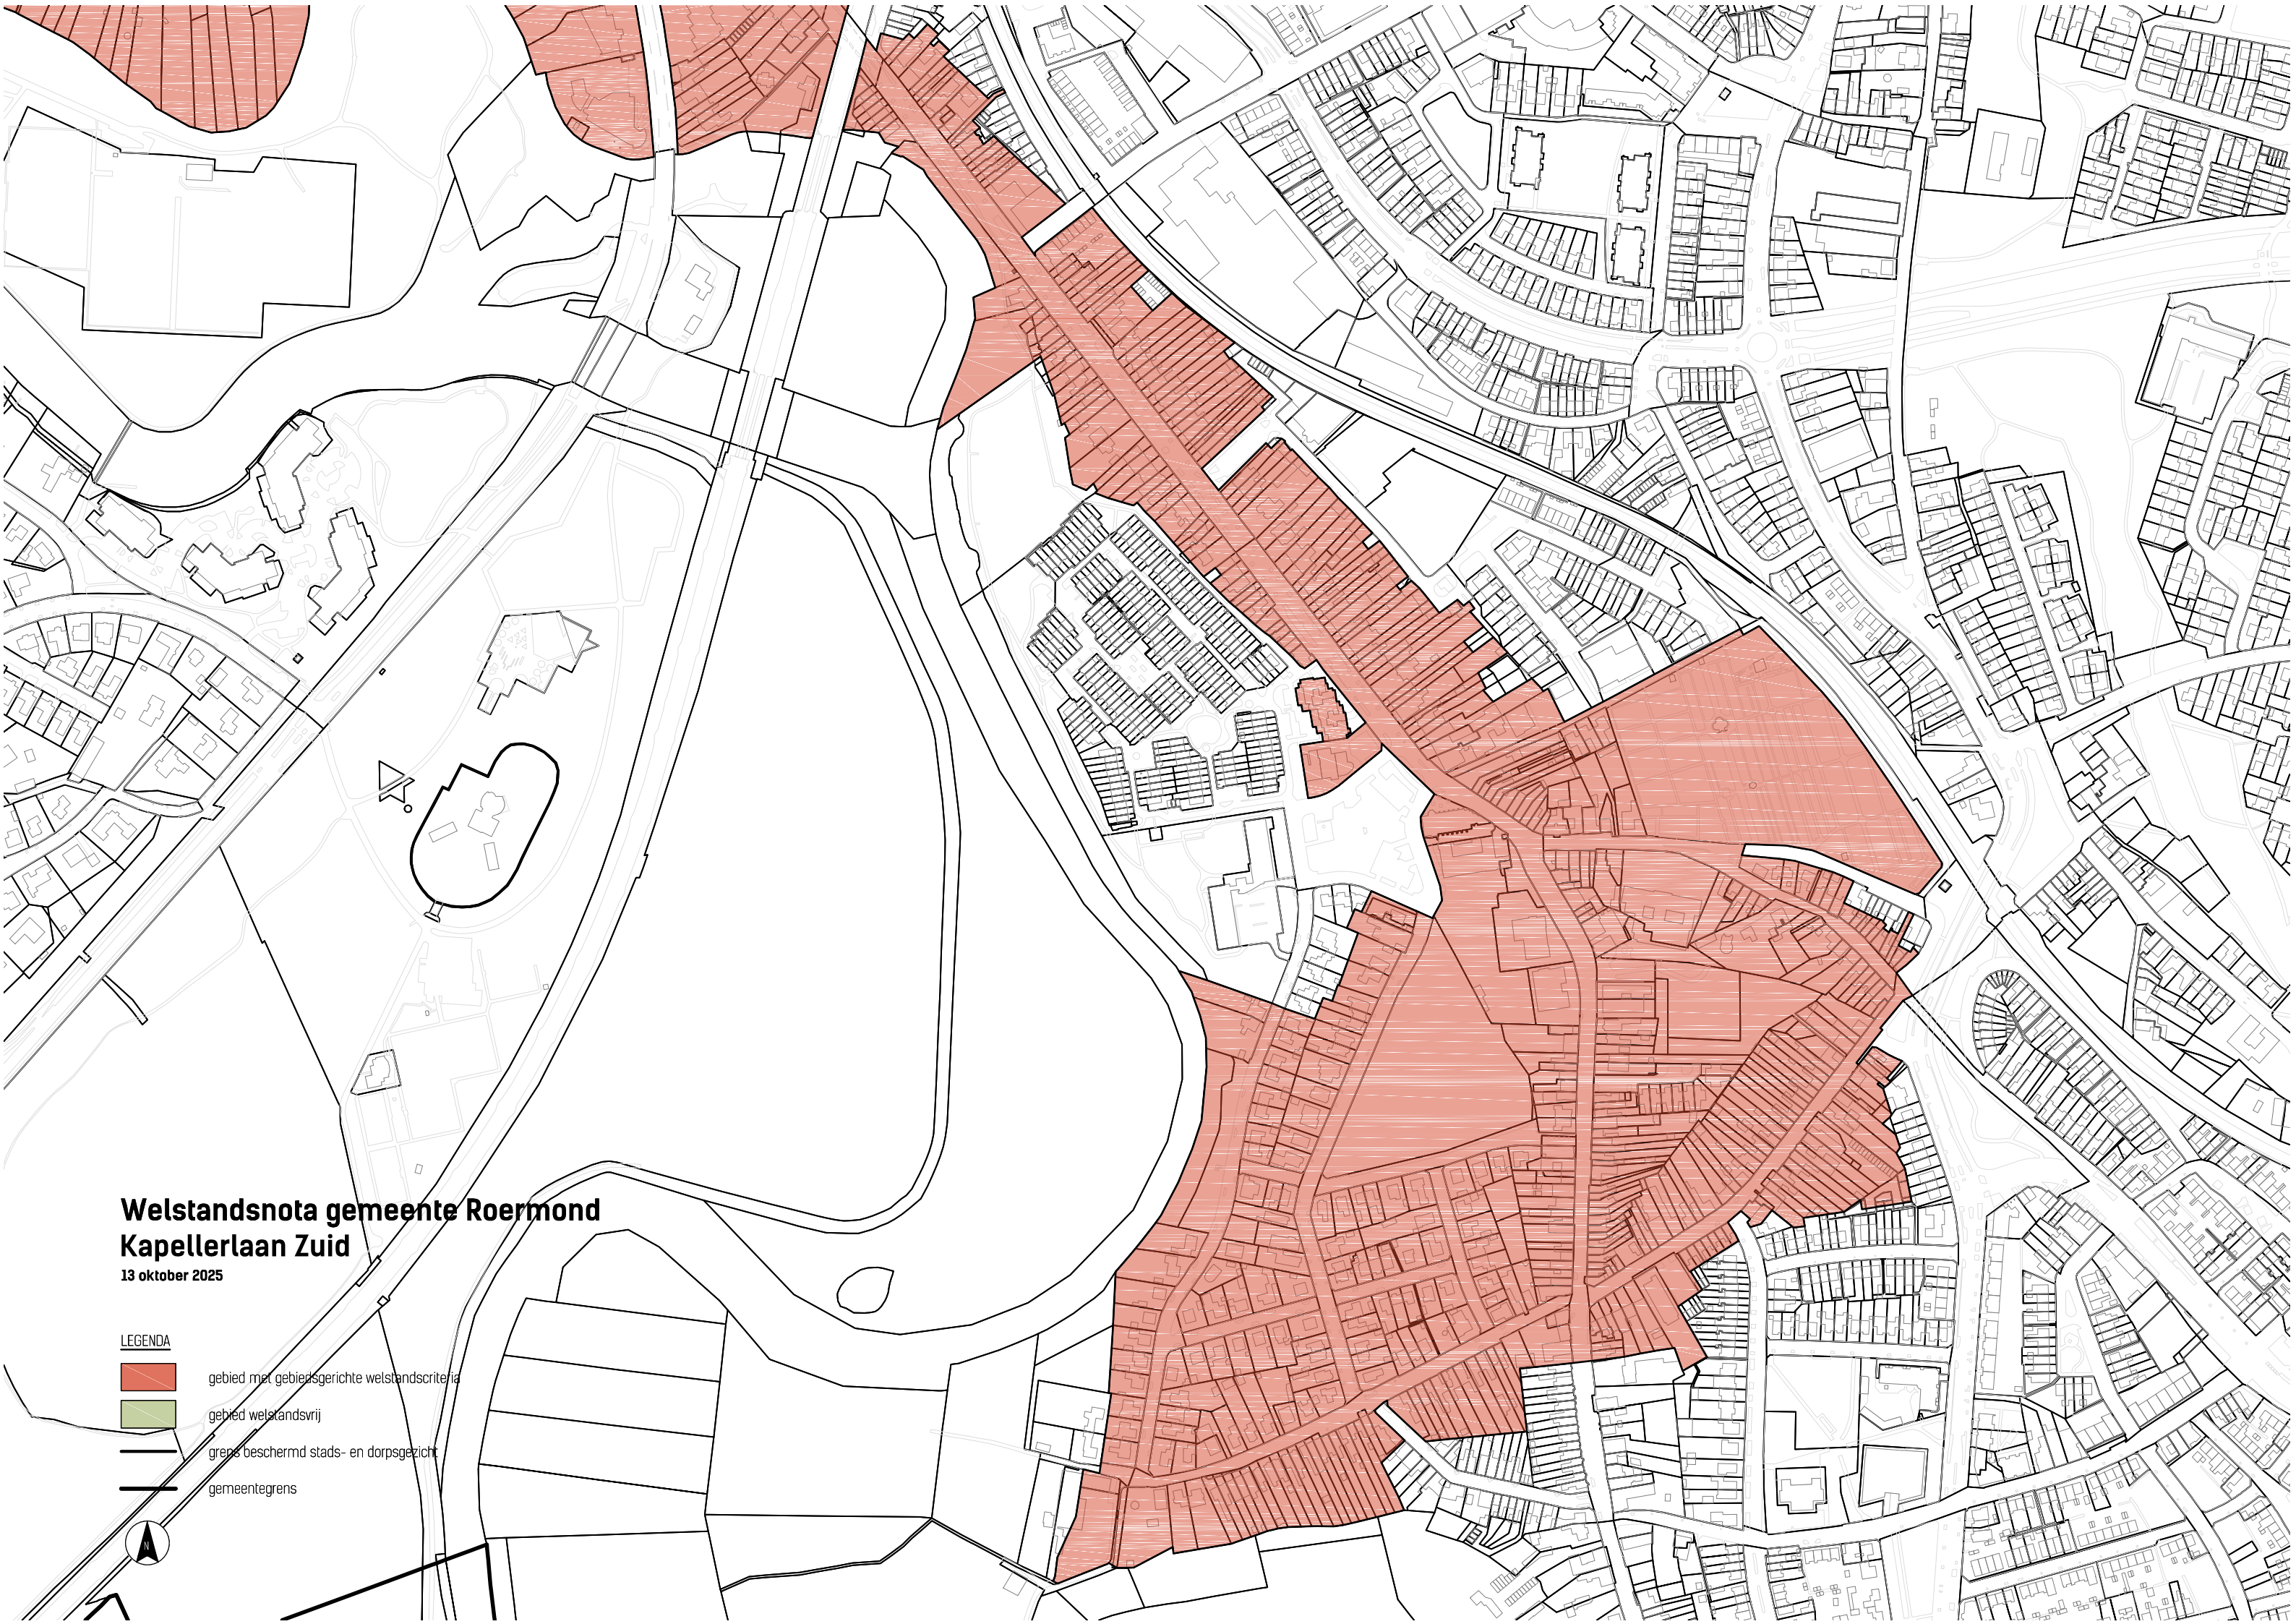 Welstandsnota gemeente Roermond
Kapellerlaan Zuid
13 oktober 2025
LEGENDA
gebied met gebiedsgerichte welstandscriteria
gebied welstandsvrij
grens beschermd stads- en dorpsgezicht
gemeentegrens
N